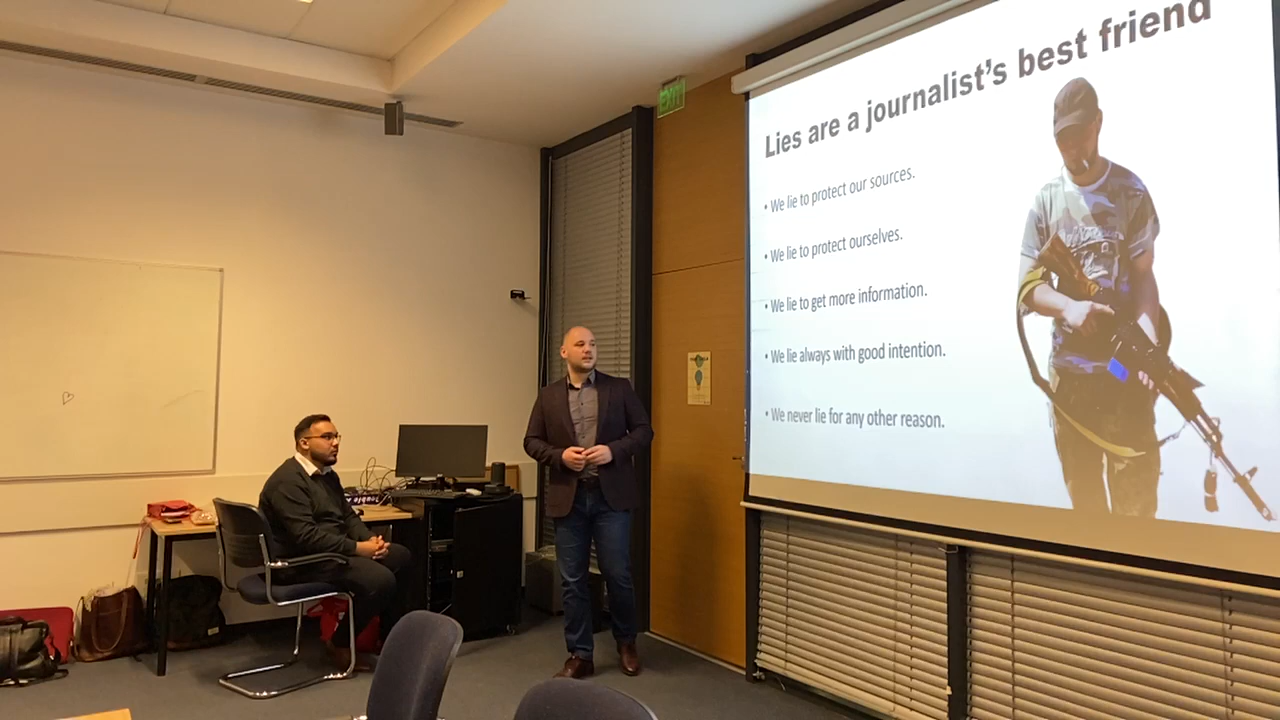 EXIT
Lies are a journalist's best friend
• We lie to protect our sources.
• We lie to protect ourselves.
• We lie to get more information.
• We lie always with good intention.
• We never lie for any other reason.